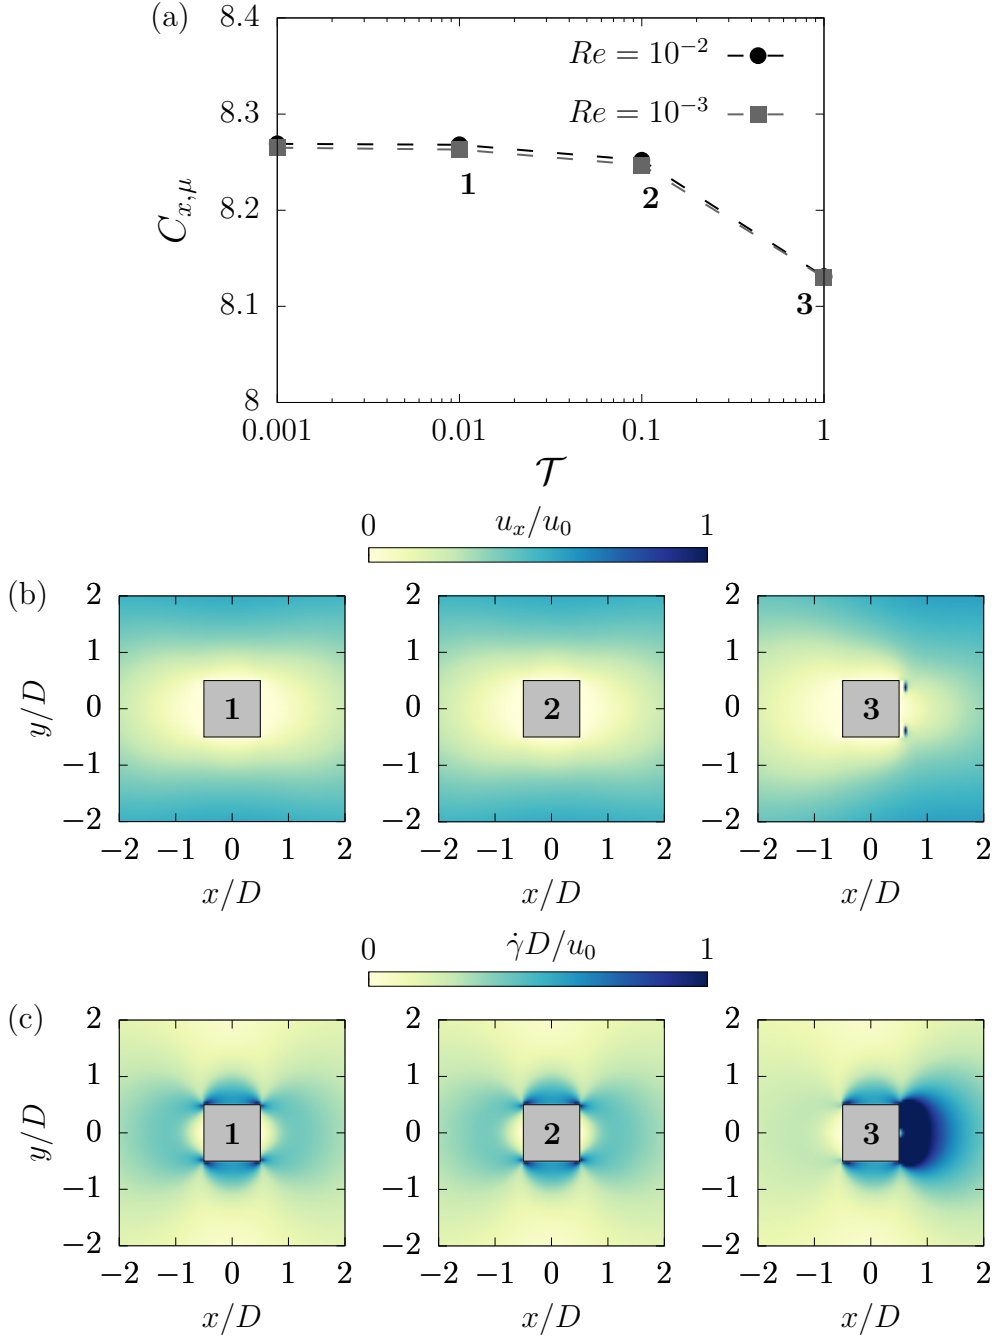 (a)
8.4
8.3
8.2
8.1
8
C_{x,μ}
Re = 10^{−2}
Re = 10^{−3}
1
2
3
0.001 0.01 0.1 1
𝒯
0 u_x/u_0 1
(b)
2 2 2
1 1 1
0 0 0
−1 −1 −1
−2 −2 −2
y/D
1 2 3
−2 −1 0 1 2 −2 −1 0 1 2 −2 −1 0 1 2
x/D x/D x/D
0 γ̇D/u_0 1
(c)
2 2 2
1 1 1
0 0 0
−1 −1 −1
−2 −2 −2
y/D
1 2 3
−2 −1 0 1 2 −2 −1 0 1 2 −2 −1 0 1 2
x/D x/D x/D